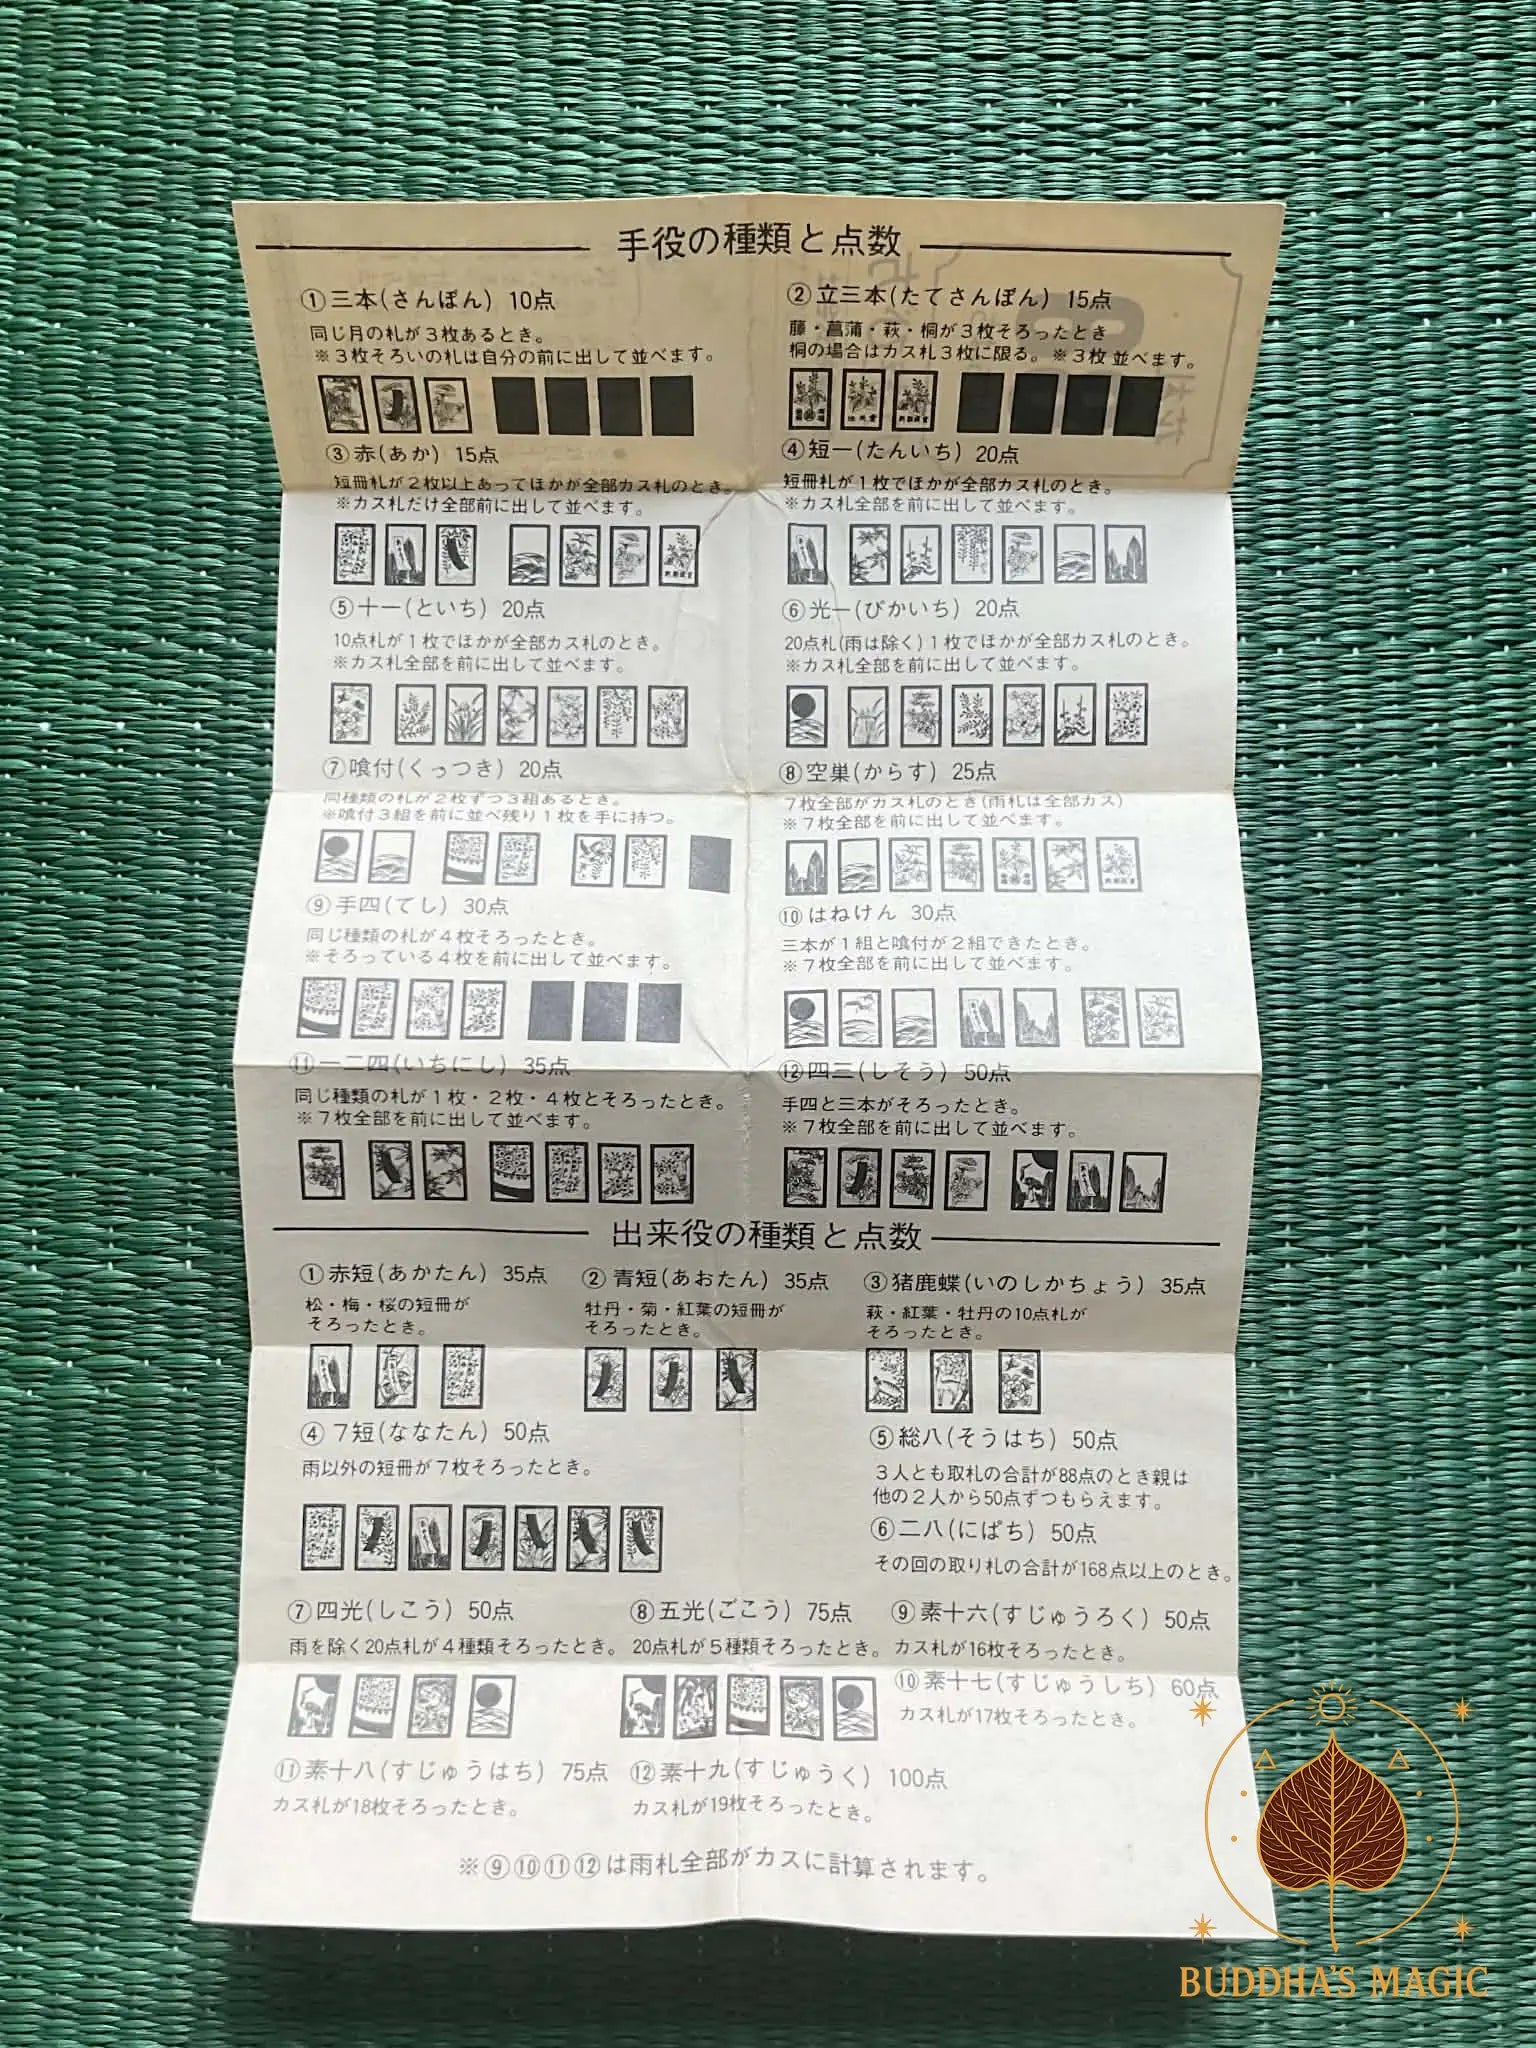 手役の種類と点数
①三本(さんぼん) 10点
同じ月の札が3枚あるとき。
※3枚そろいの札は自分の前に出して並べます。
②立三本(たてさんぼん) 15点
藤・菖蒲・萩・桐が3枚そろったとき
桐の場合はカス札3枚に限る。※3枚並べます。
③赤(あか) 15点
短冊札が2枚以上あってほかが全部カス札のとき。
※カス札だけ全部前に出して並べます。
④短一(たんいち) 20点
短冊札が1枚でほかが全部カス札のとき。
※カス札全部を前に出して並べます。
⑤十一(といち) 20点
10点札が1枚でほかが全部カス札のとき。
※カス札全部を前に出して並べます。
⑥光一(ぴかいち) 20点
20点札(雨は除く)1枚でほかが全部カス札のとき。
※カス札全部を前に出して並べます。
⑦喰付(くっつき) 20点
同種類の札が2枚ずつ3組あるとき。
※喰付3組を前に並べ残り1枚を手に持つ。
⑧空巣(からす) 25点
7枚全部がカス札のとき(雨札は全部カス)
※7枚全部を前に出して並べます。
⑨手四(てし) 30点
同じ種類の札が4枚そろったとき。
※そろっている4枚を前に出して並べます。
⑩はねけん 30点
三本が1組と喰付が2組できたとき。
※7枚全部を前に出して並べます。
⑪一二四(いちにし) 35点
同じ種類の札が1枚・2枚・4枚とそろったとき。
※7枚全部を前に出して並べます。
⑫四三(しそう) 50点
手四と三本がそろったとき。
※7枚全部を前に出して並べます。
出来役の種類と点数
①赤短(あかたん) 35点
松・梅・桜の短冊が
そろったとき。
②青短(あおたん) 35点
牡丹・菊・紅葉の短冊が
そろったとき。
③猪鹿蝶(いのしかちょう) 35点
萩・紅葉・牡丹の10点札が
そろったとき。
④7短(ななたん) 50点
雨以外の短冊が7枚そろったとき。
⑤総八(そうはち) 50点
3人とも取札の合計が88点のとき親は
他の2人から50点ずつもらえます。
⑥二八(にぱち) 50点
その回の取り札の合計が168点以上のとき。
⑦四光(しこう) 50点
雨を除く20点札が4種類そろったとき。
⑧五光(ごこう) 75点
20点札が5種類そろったとき。
⑨素十六(すじゅうろく) 50点
カス札が16枚そろったとき。
⑩素十七(すじゅうしち) 60点
カス札が17枚そろったとき。
⑪素十八(すじゅうはち) 75点
カス札が18枚そろったとき。
⑫素十九(すじゅうく) 100点
カス札が19枚そろったとき。
※⑨⑩⑪⑫は雨札全部がカスに計算されます。
BUDDHA'S MAGIC